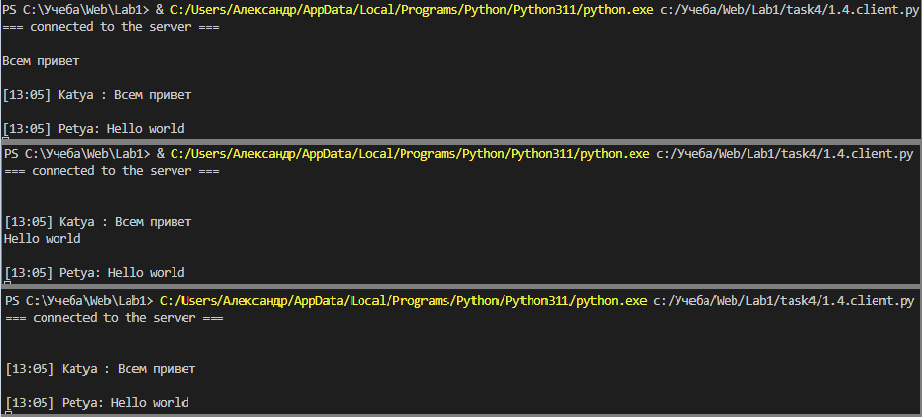 PS C:\Учеба\Web\Lab1> & C:/Users/Александр/AppData/Local/Programs/Python/Python311/python.exe c:/Учеба/Web/Lab1/task4/1.4.client.py
=== connected to the server ===
Всем привет
[13:05] Katya : Всем привет
[13:05] Petya: Hello world
PS C:\Учеба\Web\Lab1> & C:/Users/Александр/AppData/Local/Programs/Python/Python311/python.exe c:/Учеба/Web/Lab1/task4/1.4.client.py
=== connected to the server ===
[13:05] Katya : Всем привет
Hello world
[13:05] Petya: Hello world
PS C:\Учеба\Web\Lab1> C:/Users/Александр/AppData/Local/Programs/Python/Python311/python.exe c:/Учеба/Web/Lab1/task4/1.4.client.py
=== connected to the server ===
[13:05] Katya : Всем привет
[13:05] Petya: Hello world